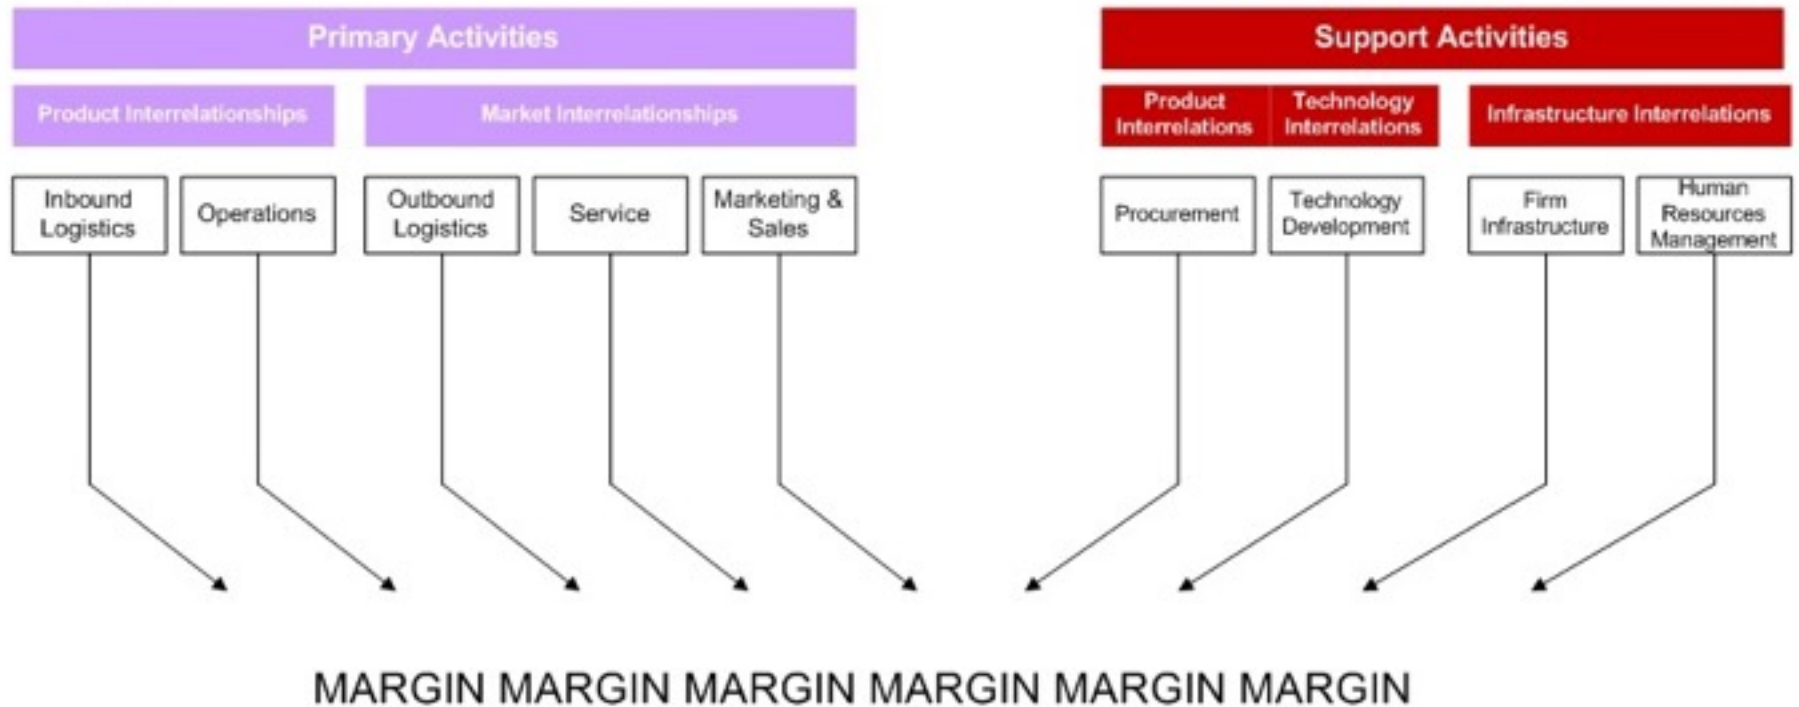 Primary Activities
Support Activities
Product Interrelationships
Market Interrelationships
Product
Interrelations
Technology
Interrelations
Infrastructure Interrelations
Inbound
Logistics
Operations
Outbound
Logistics
Service
Marketing &
Sales
Procurement
Technology
Development
Firm
Infrastructure
Human
Resources
Management
MARGIN MARGIN MARGIN MARGIN MARGIN MARGIN